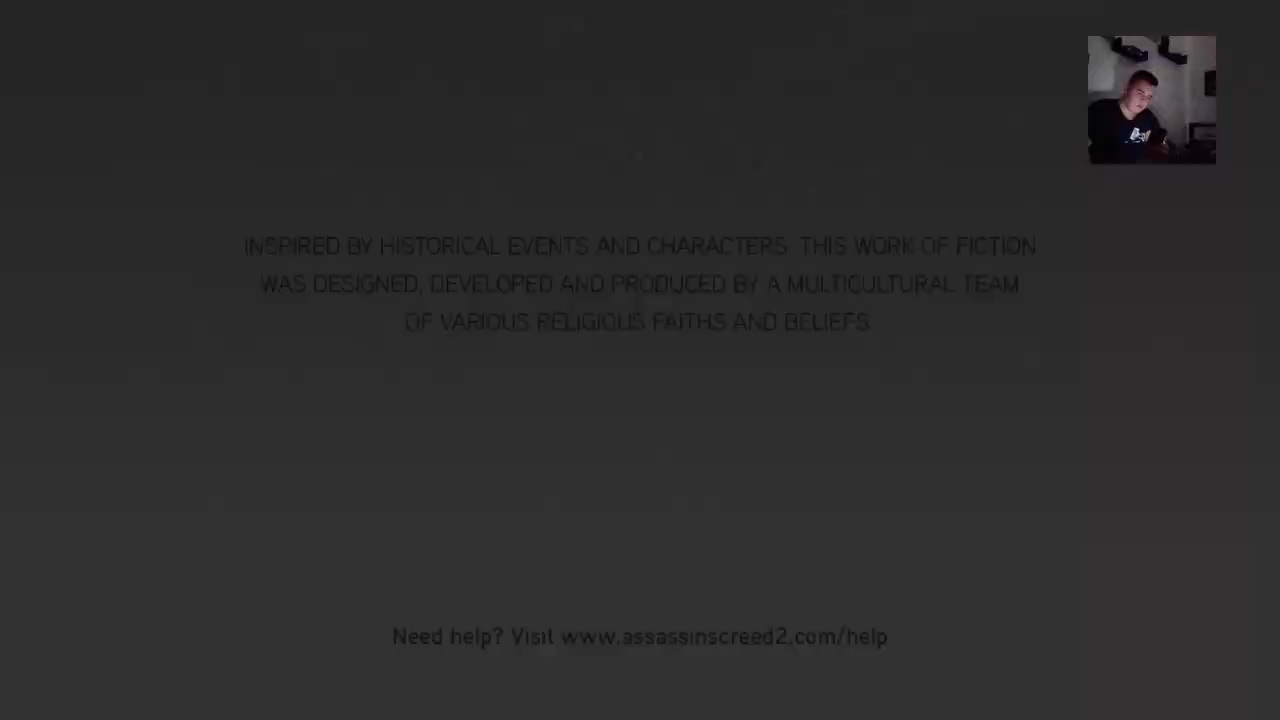 INSPIRED BY HISTORICAL EVENTS AND CHARACTERS. THIS WORK OF FICTION
WAS DESIGNED, DEVELOPED AND PRODUCED BY A MULTICULTURAL TEAM
OF VARIOUS RELIGIOUS FAITHS AND BELIEFS.
Need help? Visit www.assassinscreed2.com/help